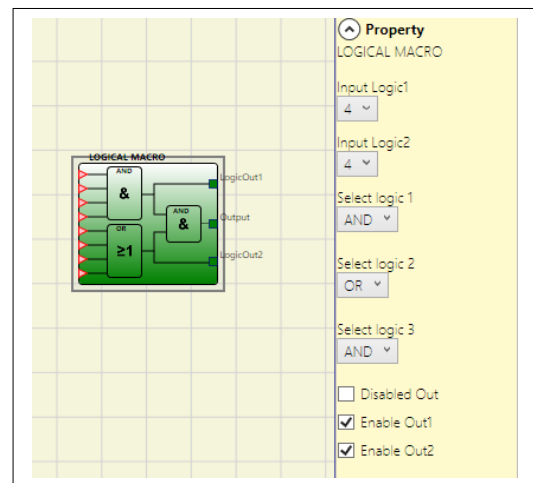 LOGICAL MACRO
AND
&
OR
≥1
AND
&
LogicOut1
Output
LogicOut2
Property
LOGICAL MACRO
Input Logic1
4
Input Logic2
4
Select logic 1
AND
Select logic 2
OR
Select logic 3
AND
Disabled Out
Enable Out1
Enable Out2